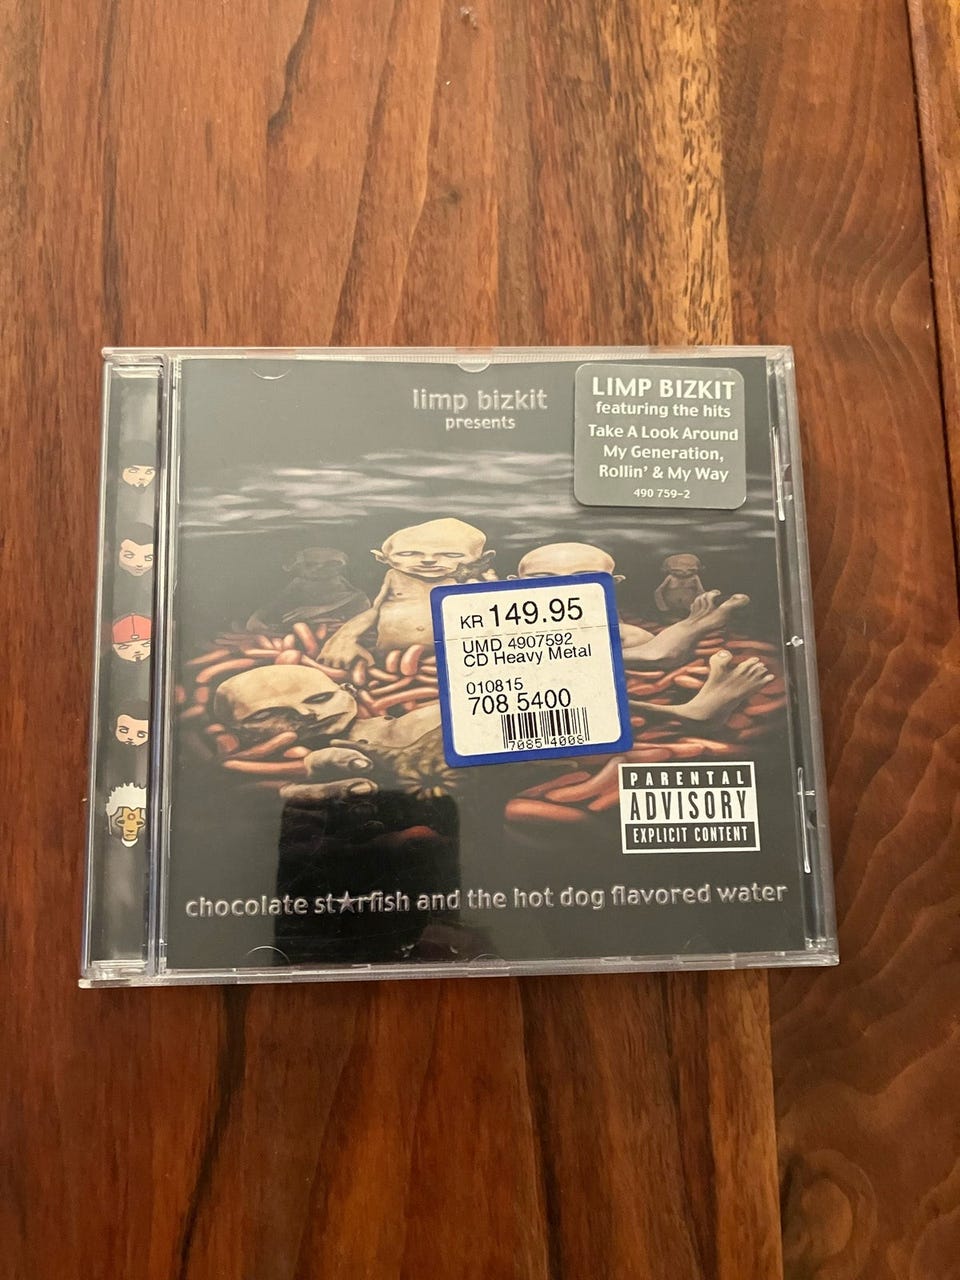 limp bizkit
presents
LIMP BIZKIT
featuring the hits
Take A Look Around
My Generation,
Rollin' & My Way
490 759-2
KR 149.95
UMD 4907592
CD Heavy Metal
010815
708 5400
7085 4008
PARENTAL
ADVISORY
EXPLICIT CONTENT
chocolate st★rfish and the hot dog flavored water